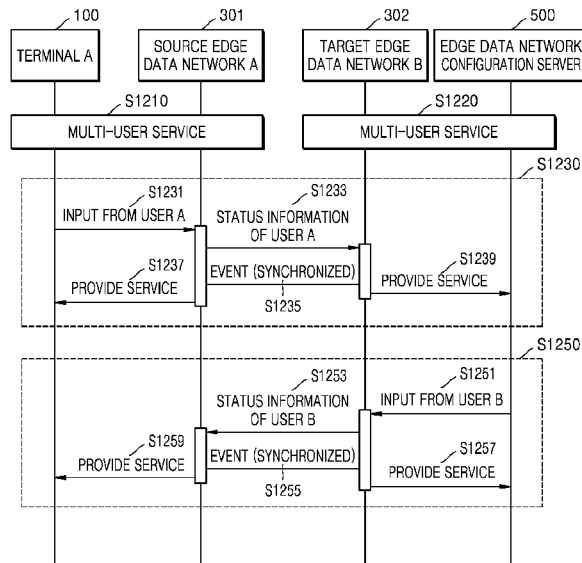 100
301
302
500
TERMINAL A
SOURCE EDGE
DATA NETWORK A
TARGET EDGE
DATA NETWORK B
EDGE DATA NETWORK
CONFIGURATION SERVER
S1210
S1220
MULTI-USER SERVICE
MULTI-USER SERVICE
S1230
S1231
INPUT FROM USER A
S1233
STATUS INFORMATION
OF USER A
S1237
PROVIDE SERVICE
EVENT (SYNCHRONIZED)
S1235
S1239
PROVIDE SERVICE
S1250
S1251
INPUT FROM USER B
S1253
STATUS INFORMATION
OF USER B
S1259
PROVIDE SERVICE
EVENT (SYNCHRONIZED)
S1255
S1257
PROVIDE SERVICE